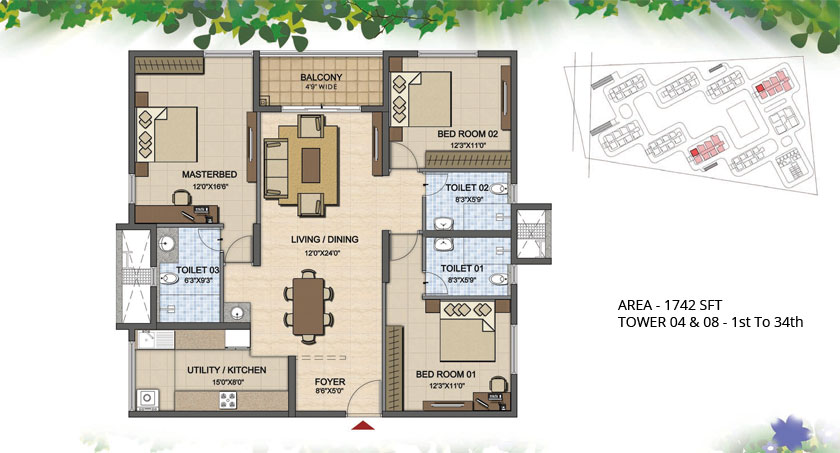 BALCONY
4'9" WIDE
BED ROOM 02
12'3"X11'0"
MASTERBED
12'0"X16'6"
TOILET 02
8'3"X5'9"
LIVING / DINING
12'0"X24'0"
TOILET 03
6'3"X9'3"
TOILET 01
8'3"X5'9"
AREA - 1742 SFT
TOWER 04 & 08 - 1st To 34th
UTILITY / KITCHEN
15'0"X8'0"
FOYER
8'6"X5'0"
BED ROOM 01
12'3"X11'0"